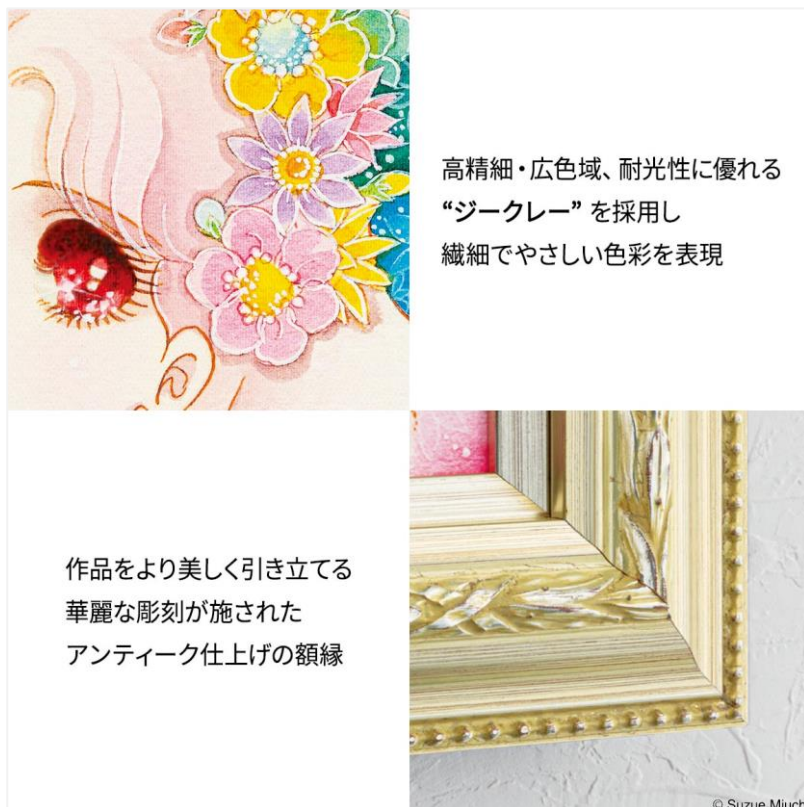 高精細・広色域、耐光性に優れる
“ジークレー” を採用し
繊細でやさしい色彩を表現
作品をより美しく引き立てる
華麗な彫刻が施された
アンティーク仕上げの額縁
© Suzue Miuch